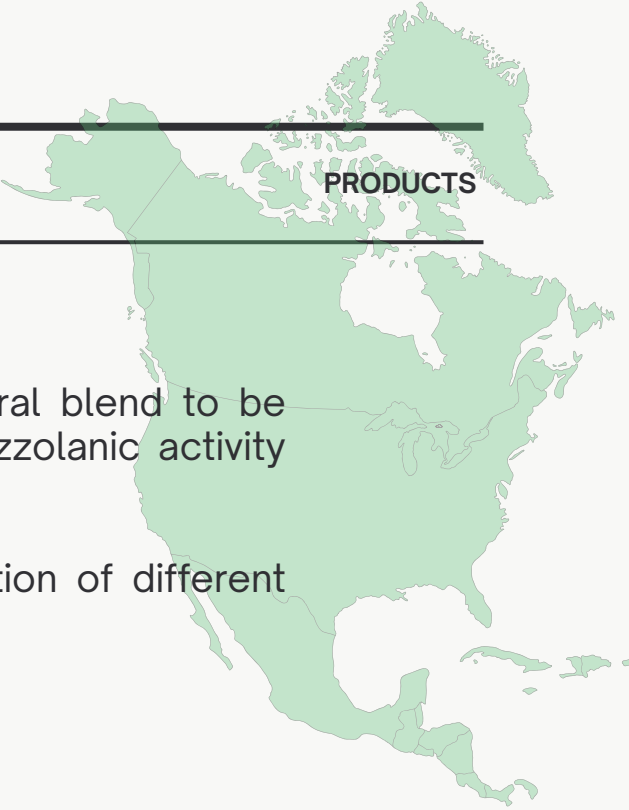 PRODUCTS
ral blend to be
zzolanic activity
tion of different